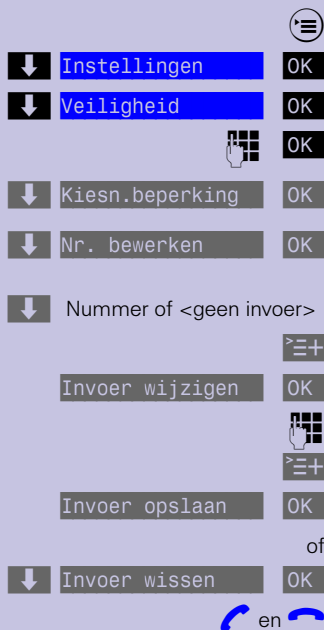 Instellingen OK
Veiligheid OK
OK
Kiesn.beperking OK
Nr. bewerken OK
Nummer of <geen invoer>
Invoer wijzigen OK
Invoer opslaan OK
of
Invoer wissen OK
en